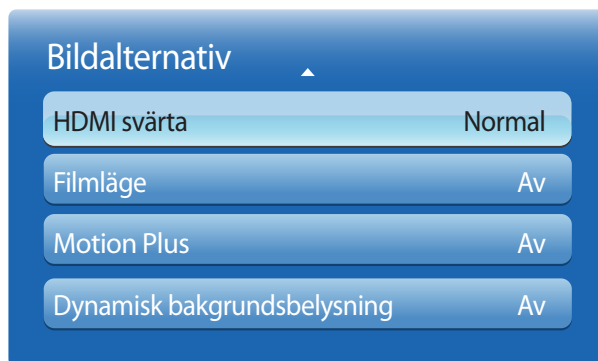 Bildalternativ
HDMI svärta Normal
Filmläge Av
Motion Plus Av
Dynamisk bakgrundsbelysning Av